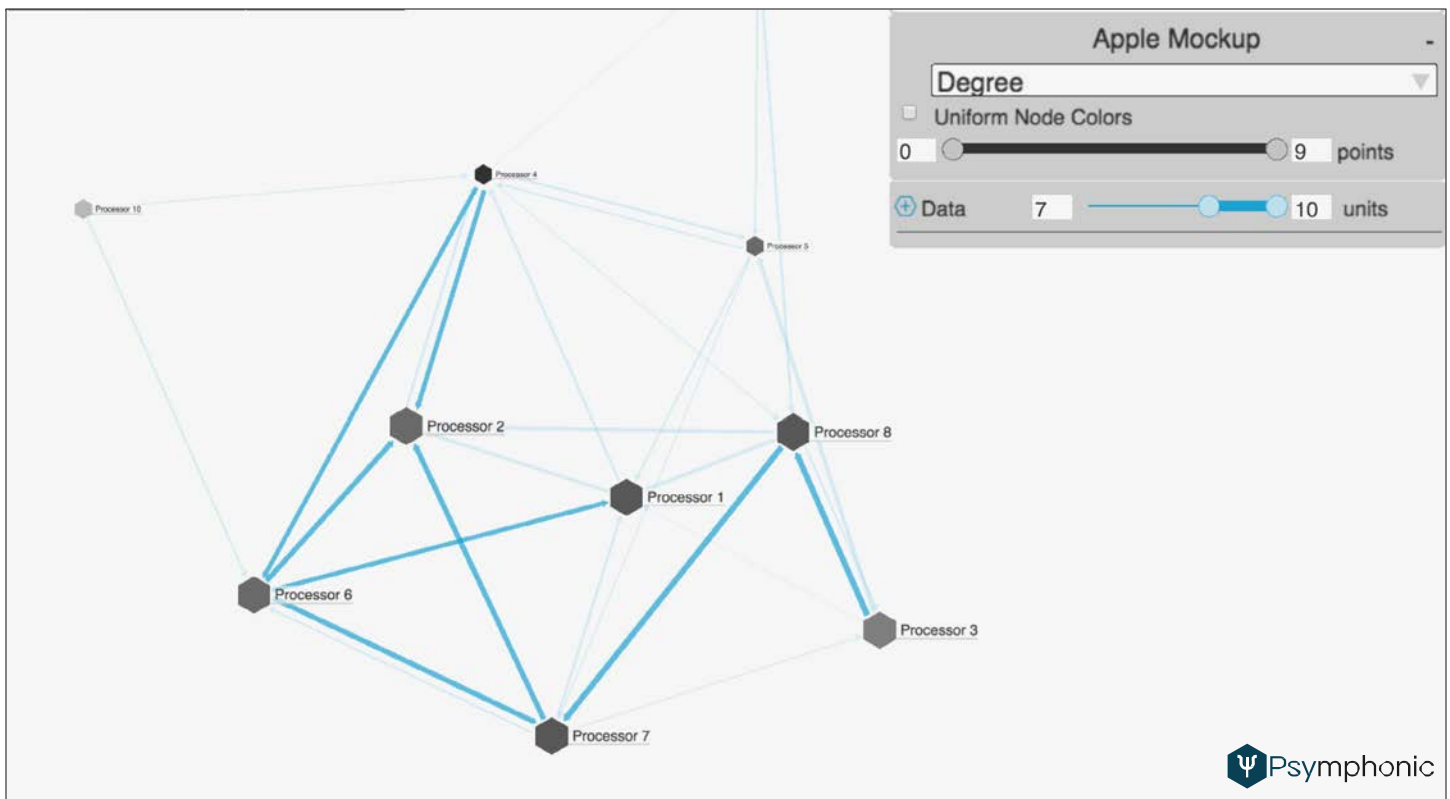 Apple Mockup -
Degree
Uniform Node Colors
0 9 points
Data 7 10 units
Processor 4
Processor 10
Processor 5
Processor 2
Processor 8
Processor 1
Processor 6
Processor 3
Processor 7
Ψ Psymphonic